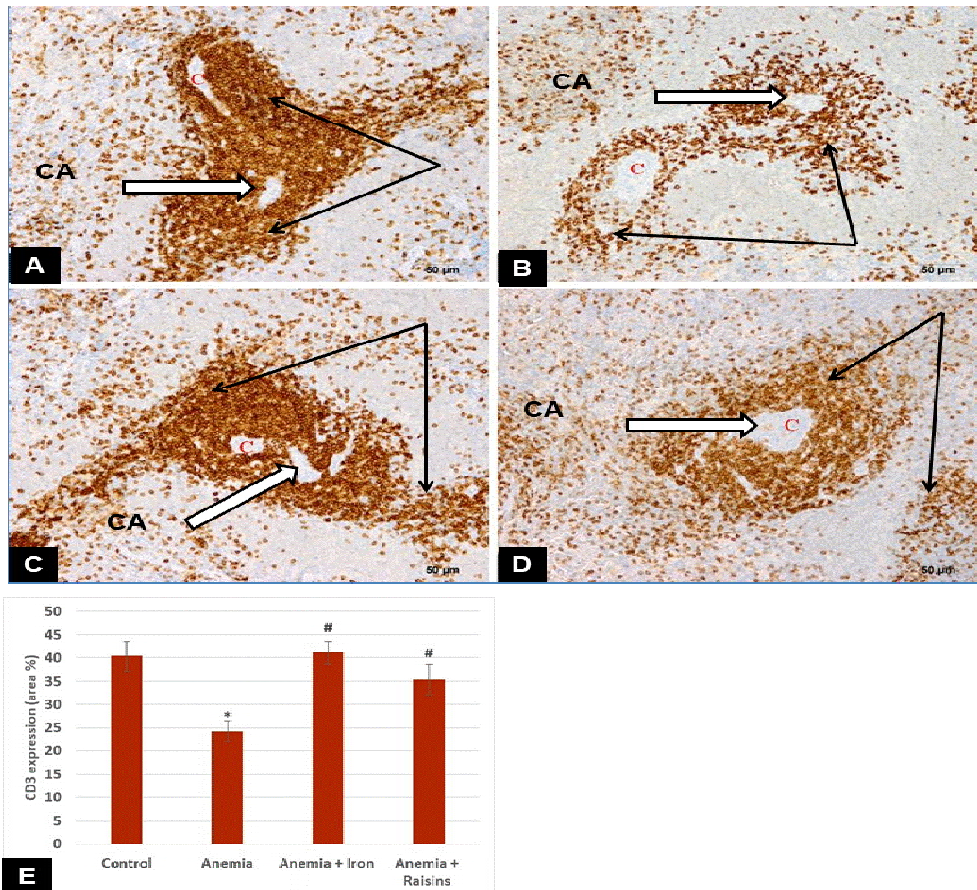 C
CA
A
50 µm
CA
C
B
50 µm
C
CA
C
50 µm
CA
C
D
50 µm
50
45
40
35
30
25
20
15
10
5
0
CD3 expression (area %)
*
#
#
Control Anemia Anemia + Iron Anemia +
Raisins
E